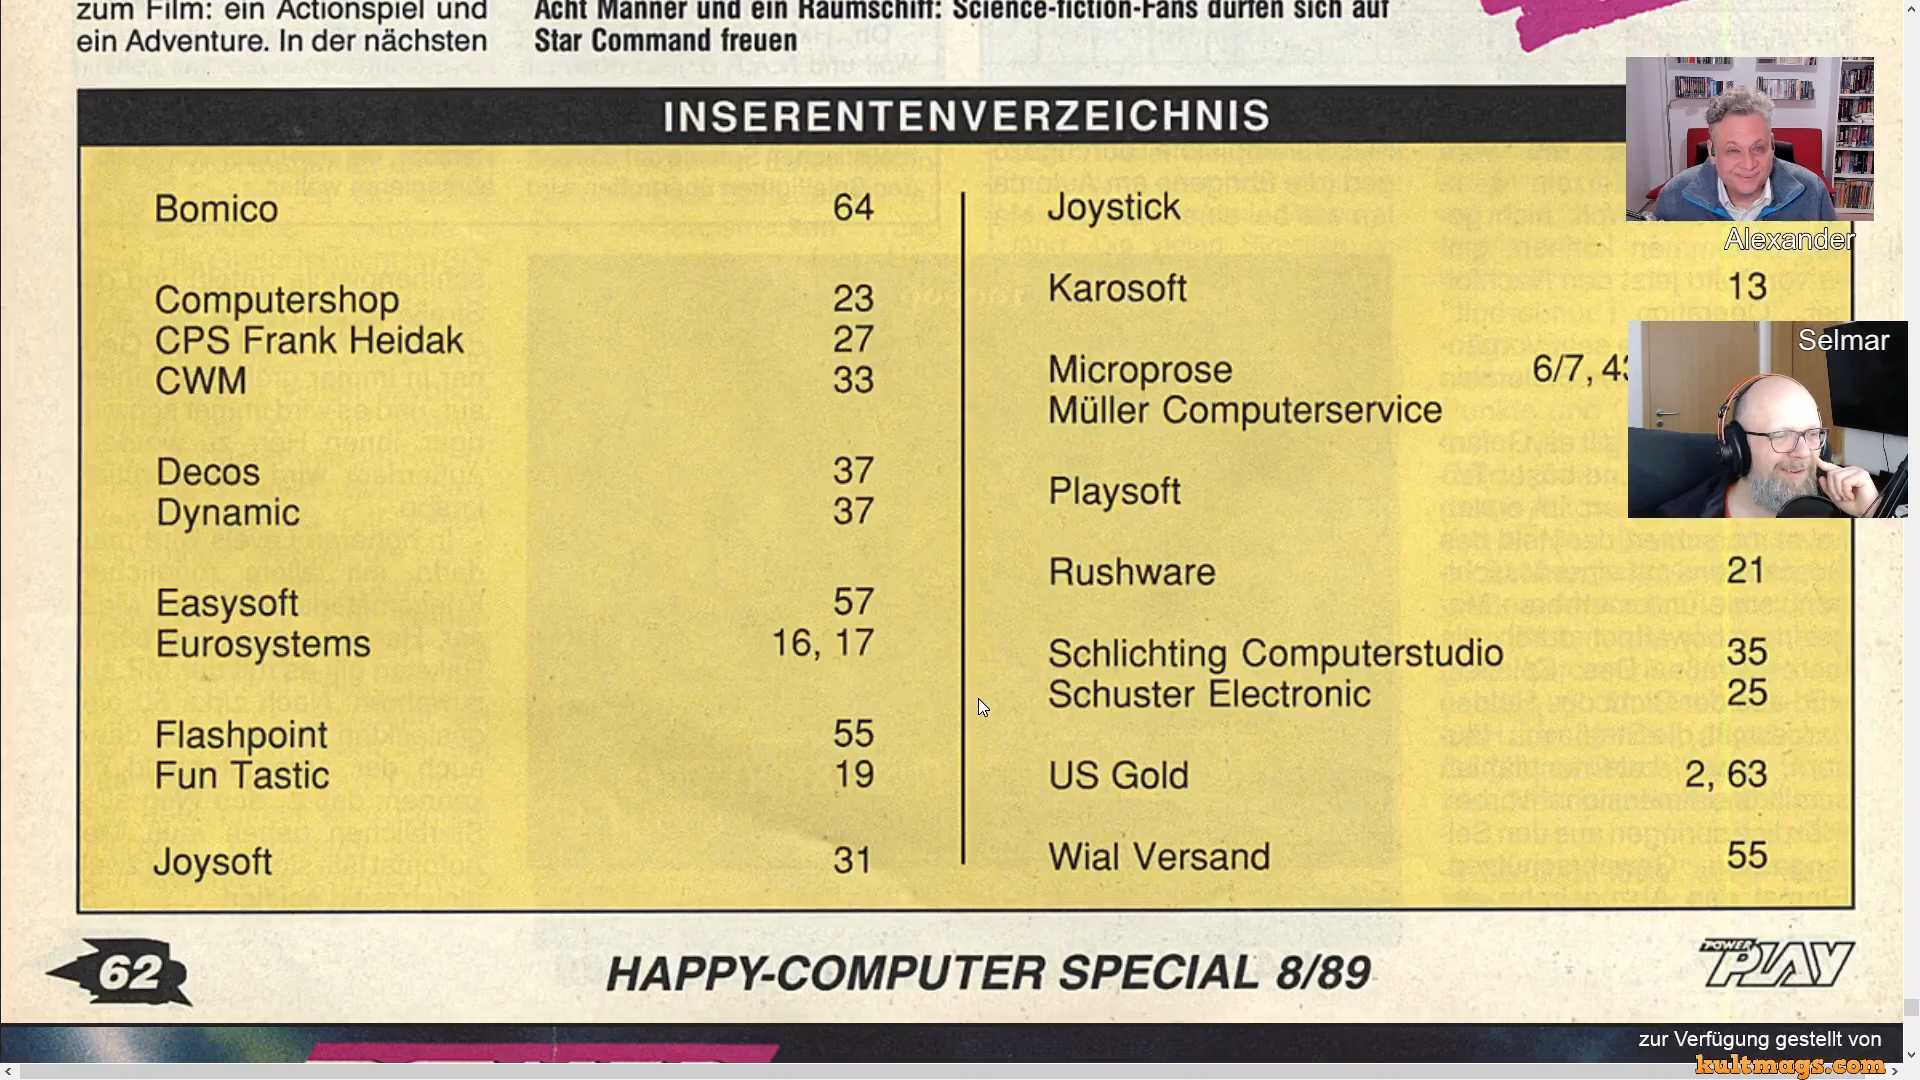 zum Film: ein Actionspiel und
ein Adventure. In der nächsten
Acht Männer und ein Raumschiff: Science-fiction-Fans dürfen sich auf
Star Command freuen
INSERENTENVERZEICHNIS
Bomico 64
Computershop 23
CPS Frank Heidak 27
CWM 33
Decos 37
Dynamic 37
Easysoft 57
Eurosystems 16, 17
Flashpoint 55
Fun Tastic 19
Joysoft 31
Joystick
Karosoft 13
Microprose 6/7, 43
Müller Computerservice
Playsoft
Rushware 21
Schlichting Computerstudio 35
Schuster Electronic 25
US Gold 2, 63
Wial Versand 55
Alexander
Selmar
62
HAPPY-COMPUTER SPECIAL 8/89
POWER PLAY
zur Verfügung gestellt von
kultmags.com